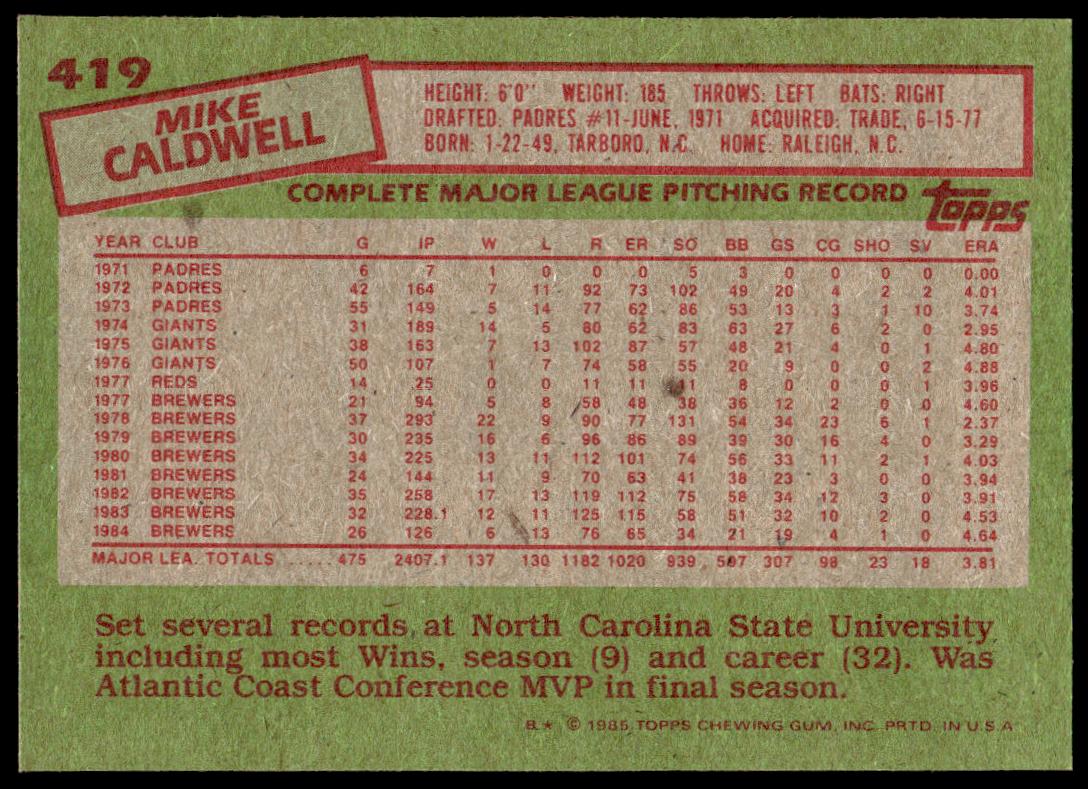 419
MIKE
CALDWELL
HEIGHT: 6'0" WEIGHT: 185 THROWS: LEFT BATS: RIGHT
DRAFTED: PADRES #11-JUNE, 1971 ACQUIRED: TRADE, 6-15-77
BORN: 1-22-49, TARBORO, N.C. HOME: RALEIGH, N.C.
COMPLETE MAJOR LEAGUE PITCHING RECORD topps
YEAR CLUB G IP W L R ER SO BB GS CG SHO SV ERA
1971 PADRES 6 7 1 0 0 0 5 3 0 0 0 0 0.00
1972 PADRES 42 164 7 11 92 73 102 49 20 4 2 2 4.01
1973 PADRES 55 149 5 14 77 62 86 53 13 3 1 10 3.74
1974 GIANTS 31 189 14 5 80 62 83 63 27 6 2 0 2.95
1975 GIANTS 38 163 7 13 102 87 57 48 21 4 0 1 4.80
1976 GIANTS 50 107 1 7 74 58 55 20 9 0 0 2 4.88
1977 REDS 14 25 0 0 11 11 11 8 0 0 0 1 3.96
1977 BREWERS 21 94 5 8 58 48 38 36 12 2 0 0 4.60
1978 BREWERS 37 293 22 9 90 77 131 54 34 23 6 1 2.37
1979 BREWERS 30 235 16 6 96 86 89 39 30 16 4 0 3.29
1980 BREWERS 34 225 13 11 112 101 74 56 33 11 2 1 4.03
1981 BREWERS 24 144 11 9 70 63 41 38 23 3 0 0 3.94
1982 BREWERS 35 258 17 13 119 112 75 58 34 12 3 0 3.91
1983 BREWERS 32 228.1 12 11 125 115 58 51 32 10 2 0 4.53
1984 BREWERS 26 126 6 13 76 65 34 21 19 4 1 0 4.64
MAJOR LEA. TOTALS ..... 475 2407.1 137 130 1182 1020 939 597 307 98 23 18 3.81
Set several records at North Carolina State University
including most Wins, season (9) and career (32). Was
Atlantic Coast Conference MVP in final season.
B.★ © 1985 TOPPS CHEWING GUM, INC. PRTD. IN U.S.A